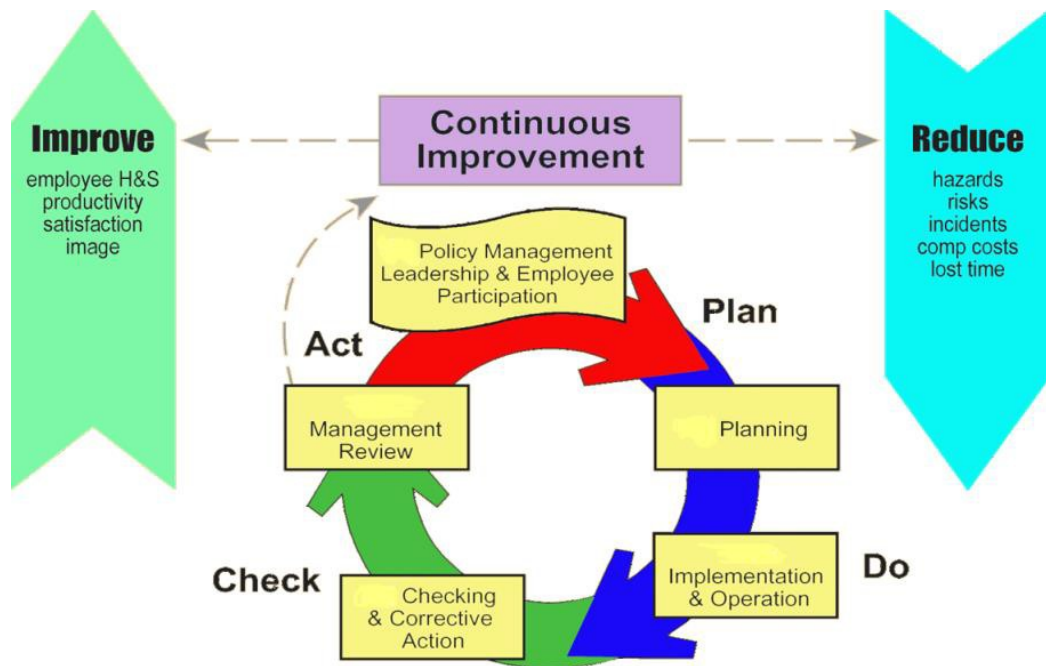 Improve
employee H&S
productivity
satisfaction
image
Continuous
Improvement
Reduce
hazards
risks
incidents
comp costs
lost time
Policy Management
Leadership & Employee
Participation
Act
Plan
Management
Review
Planning
Check
Checking
& Corrective
Action
Implementation
& Operation
Do